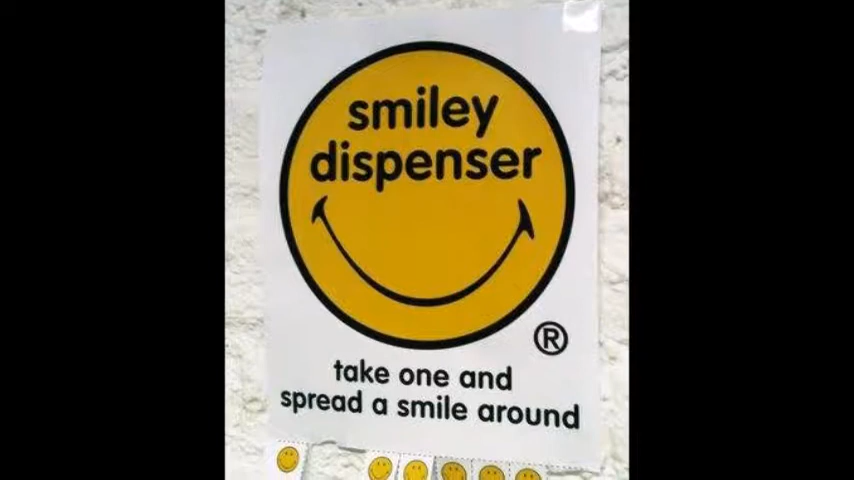 smiley
dispenser
®
take one and
spread a smile around